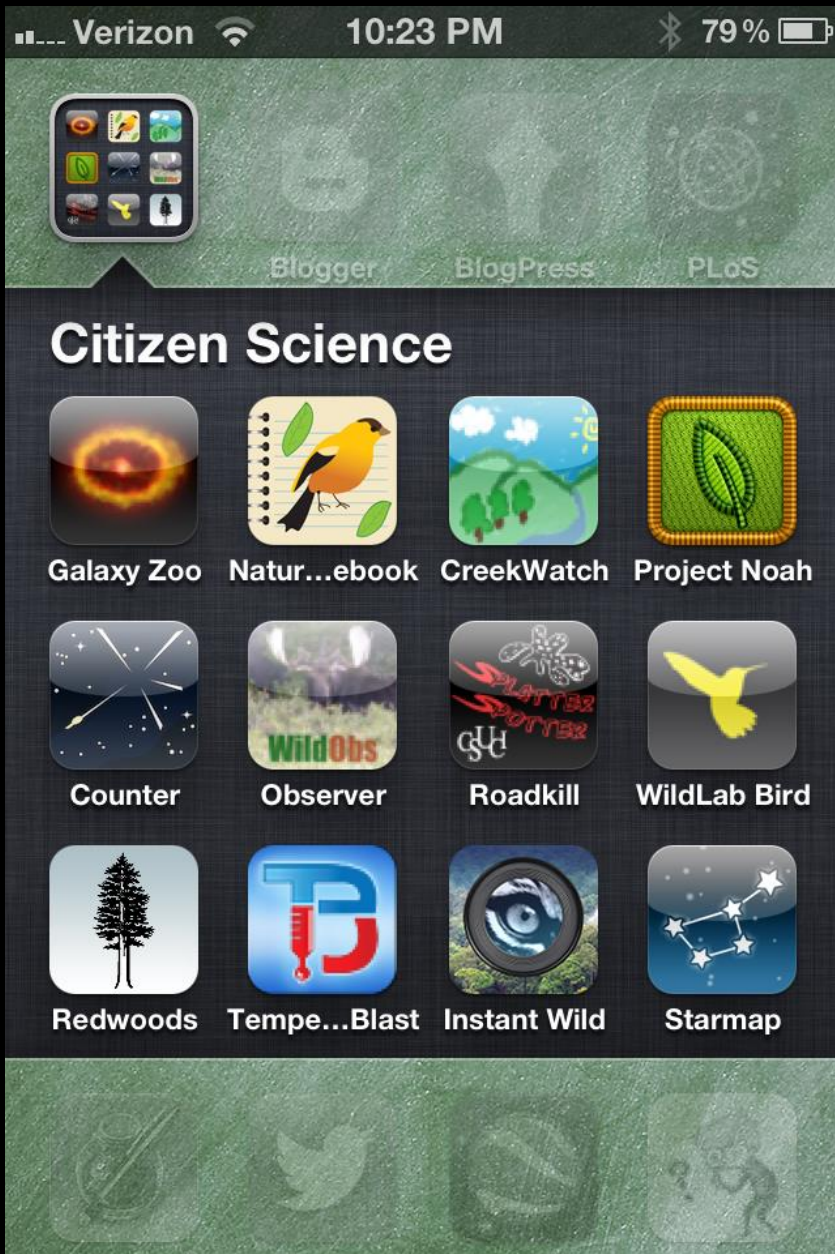 Verizon 10:23 PM 79%
Blogger BlogPress PLoS
Citizen Science
Galaxy Zoo Natur...ebook CreekWatch Project Noah
WildObs
SPLATTER
SPOTTER
CSUC
Counter Observer Roadkill WildLab Bird
Redwoods Tempe...Blast Instant Wild Starmap